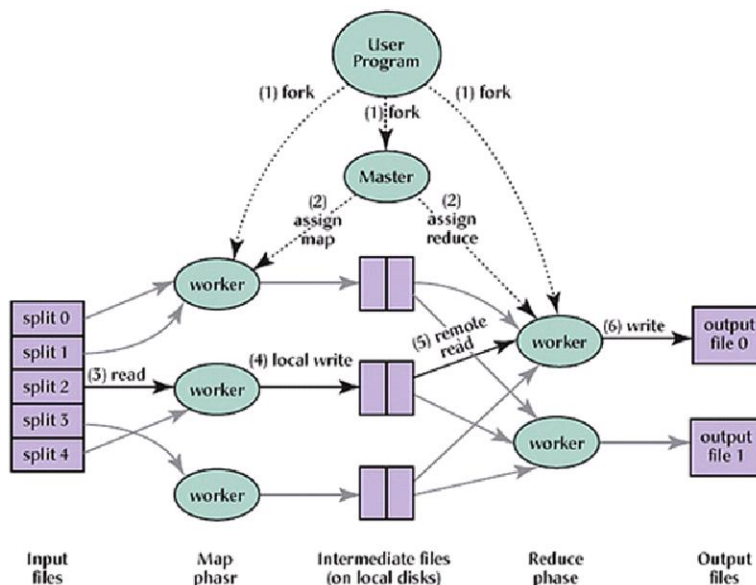 User
Program
(1) fork
(1) fork
(1) fork
Master
(2)
assign
map
(2)
assign
reduce
worker
split 0
split 1
split 2
split 3
split 4
(3) read
worker
(4) local write
(5) remote
read
worker
(6) write
output
file 0
worker
output
file 1
worker
Input
files
Map
phasr
Intermediate files
(on local disks)
Reduce
phase
Output
files